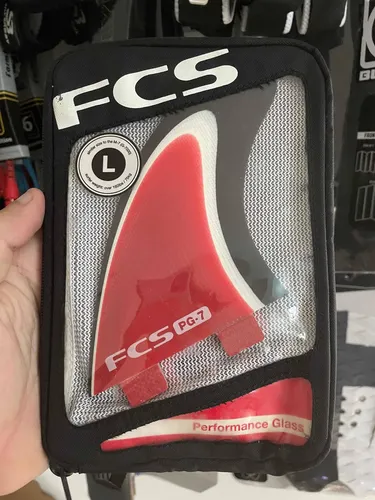 FCS
L
FCS PG-7
Performance Glass